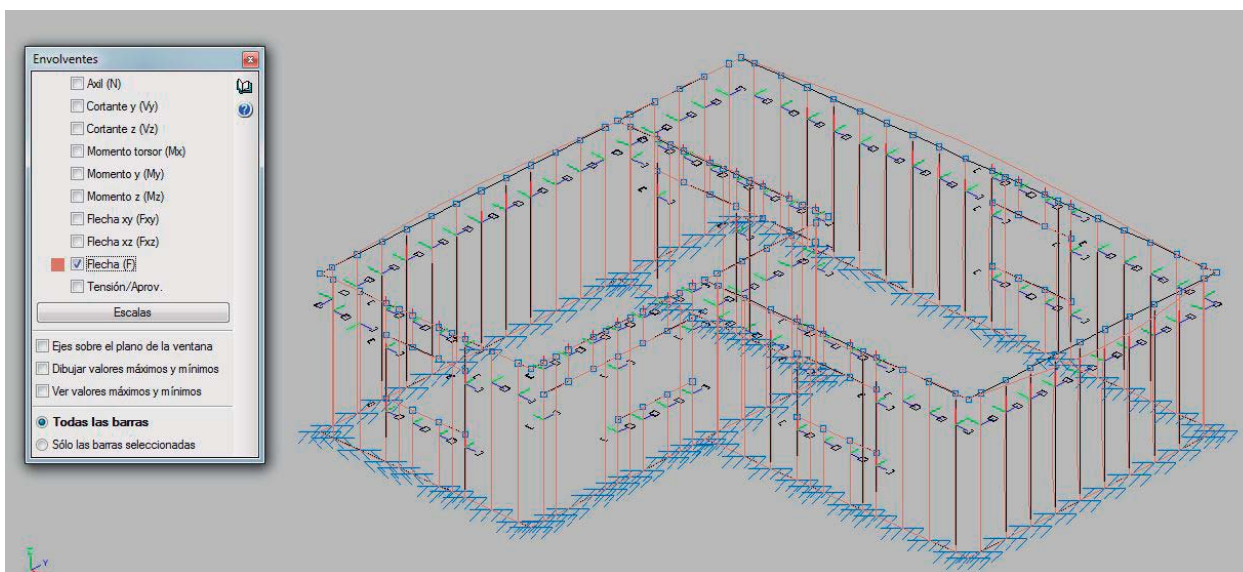 Envolventes
Axil (N)
Cortante y (Vy)
Cortante z (Vz)
Momento torsor (Mx)
Momento y (My)
Momento z (Mz)
Flecha xy (Fxy)
Flecha xz (Fxz)
Flecha (F)
Tensión/Aprov.
Escalas
Ejes sobre el plano de la ventana
Dibujar valores máximos y mínimos
Ver valores máximos y mínimos
Todas las barras
Sólo las barras seleccionadas
Y